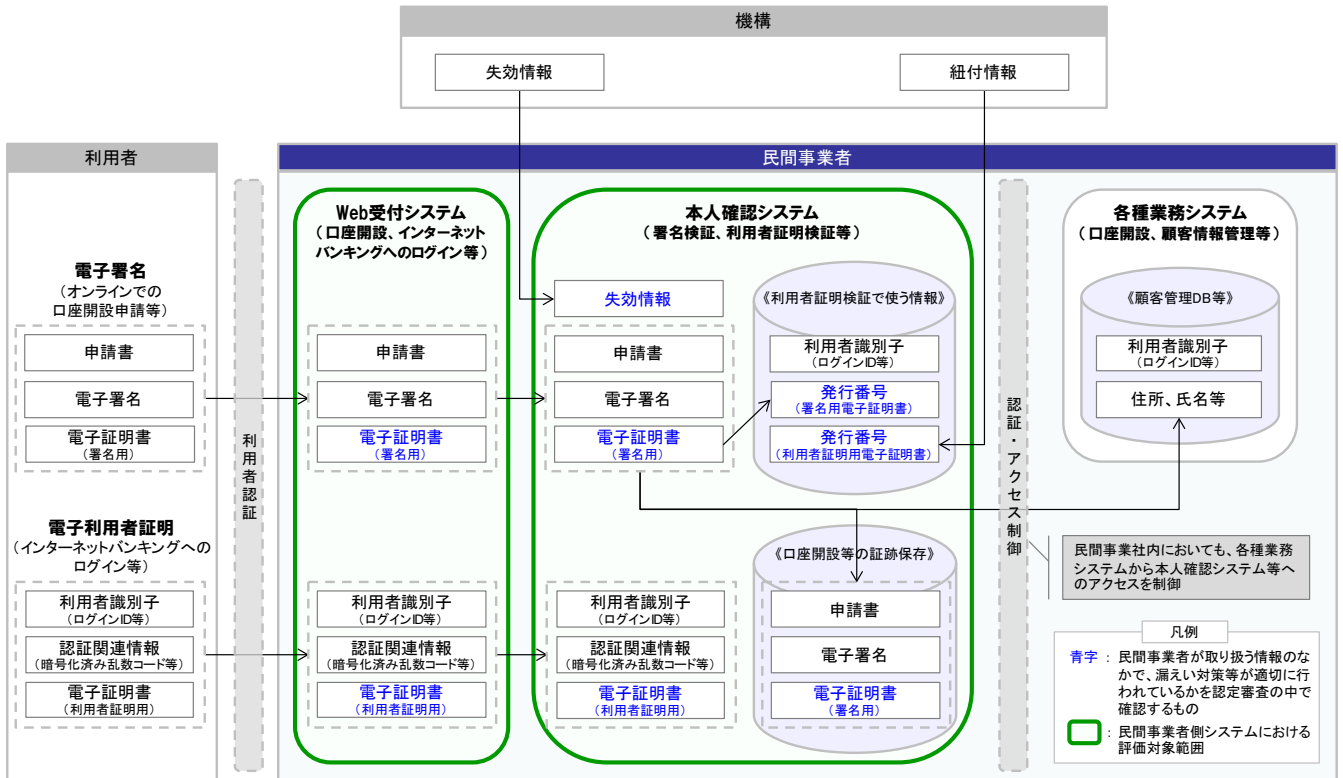 機構
失効情報
紐付情報
利用者
電子署名
(オンラインでの
口座開設申請等)
申請書
電子署名
電子証明書
(署名用)
電子利用者証明
(インターネットバンキングへの
ログイン等)
利用者識別子
(ログインID等)
認証関連情報
(暗号化済み乱数コード等)
電子証明書
(利用者証明用)
利用者認証
民間事業者
Web受付システム
(口座開設、インターネット
バンキングへのログイン等)
申請書
電子署名
電子証明書
(署名用)
利用者識別子
(ログインID等)
認証関連情報
(暗号化済み乱数コード等)
電子証明書
(利用者証明用)
本人確認システム
(署名検証、利用者証明検証等)
失効情報
申請書
電子署名
電子証明書
(署名用)
《利用者証明検証で使う情報》
利用者識別子
(ログインID等)
発行番号
(署名用電子証明書)
発行番号
(利用者証明用電子証明書)
利用者識別子
(ログインID等)
認証関連情報
(暗号化済み乱数コード等)
電子証明書
(利用者証明用)
《口座開設等の証跡保存》
申請書
電子署名
電子証明書
(署名用)
認証・アクセス制御
各種業務システム
(口座開設、顧客情報管理等)
《顧客管理DB等》
利用者識別子
(ログインID等)
住所、氏名等
民間事業社内においても、各種業務
システムから本人確認システム等へ
のアクセスを制御
凡例
青字 : 民間事業者が取り扱う情報のな
かで、漏えい対策等が適切に行
われているかを認定審査の中で
確認するもの
: 民間事業者側システムにおける
評価対象範囲